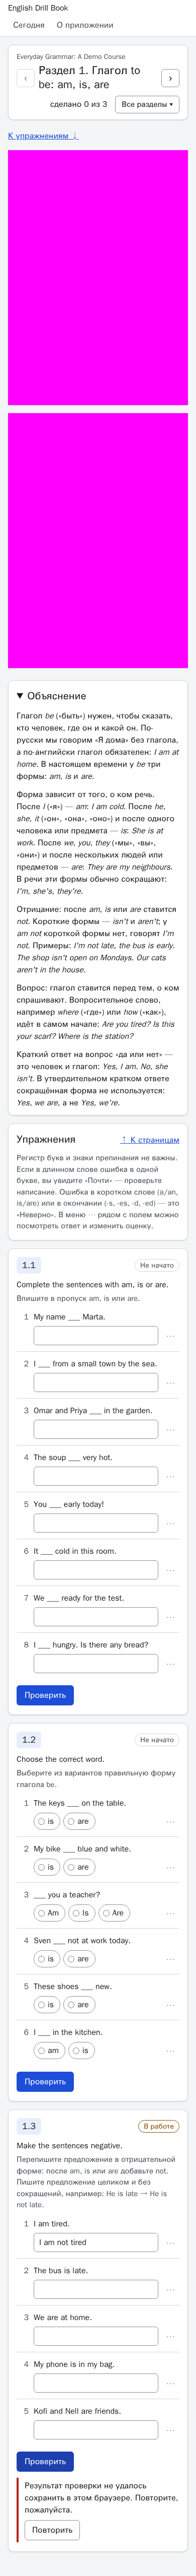 English Drill Book
Сегодня О приложении
Everyday Grammar: A Demo Course
‹
Раздел 1. Глагол to
be: am, is, are
›
сделано 0 из 3
Все разделы ▾
К упражнениям ↓
▼ Объяснение
Глагол be («быть») нужен, чтобы сказать,
кто человек, где он и какой он. По-
русски мы говорим «Я дома» без глагола,
а по-английски глагол обязателен: I am at
home. В настоящем времени у be три
формы: am, is и are.
Форма зависит от того, о ком речь.
После I («я») — am: I am cold. После he,
she, it («он», «она», «оно») и после одного
человека или предмета — is: She is at
work. После we, you, they («мы», «вы»,
«они») и после нескольких людей или
предметов — are: They are my neighbours.
В речи эти формы обычно сокращают:
I'm, she's, they're.
Отрицание: после am, is или are ставится
not. Короткие формы — isn't и aren't; у
am not короткой формы нет, говорят I'm
not. Примеры: I'm not late, the bus is early.
The shop isn't open on Mondays. Our cats
aren't in the house.
Вопрос: глагол ставится перед тем, о ком
спрашивают. Вопросительное слово,
например where («где») или how («как»),
идёт в самом начале: Are you tired? Is this
your scarf? Where is the station?
Краткий ответ на вопрос «да или нет» —
это человек и глагол: Yes, I am. No, she
isn't. В утвердительном кратком ответе
сокращённая форма не используется:
Yes, we are, а не Yes, we're.
Упражнения
↑ К страницам
Регистр букв и знаки препинания не важны.
Если в длинном слове ошибка в одной
букве, вы увидите «Почти» — проверьте
написание. Ошибка в коротком слове (a/an,
is/are) или в окончании (-s, -es, -d, -ed) — это
«Неверно». В меню ⋯ рядом с полем можно
посмотреть ответ и изменить оценку.
1.1
Не начато
Complete the sentences with am, is or are.
Впишите в пропуск am, is или are.
1 My name ___ Marta.
⋯
2 I ___ from a small town by the sea.
⋯
3 Omar and Priya ___ in the garden.
⋯
4 The soup ___ very hot.
⋯
5 You ___ early today!
⋯
6 It ___ cold in this room.
⋯
7 We ___ ready for the test.
⋯
8 I ___ hungry. Is there any bread?
⋯
Проверить
1.2
Не начато
Choose the correct word.
Выберите из вариантов правильную форму
глагола be.
1 The keys ___ on the table.
is are ⋯
2 My bike ___ blue and white.
is are ⋯
3 ___ you a teacher?
Am Is Are ⋯
4 Sven ___ not at work today.
is are ⋯
5 These shoes ___ new.
is are ⋯
6 I ___ in the kitchen.
am is ⋯
Проверить
1.3
В работе
Make the sentences negative.
Перепишите предложение в отрицательной
форме: после am, is или are добавьте not.
Пишите предложение целиком и без
сокращений, например: He is late → He is
not late.
1 I am tired.
I am not tired ⋯
2 The bus is late.
⋯
3 We are at home.
⋯
4 My phone is in my bag.
⋯
5 Kofi and Nell are friends.
⋯
Проверить
Результат проверки не удалось
сохранить в этом браузере. Повторите,
пожалуйста.
Повторить